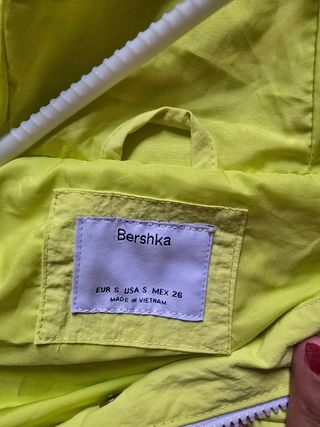 Bershka
EUR S USA S MEX 26
MADE IN VIETNAM